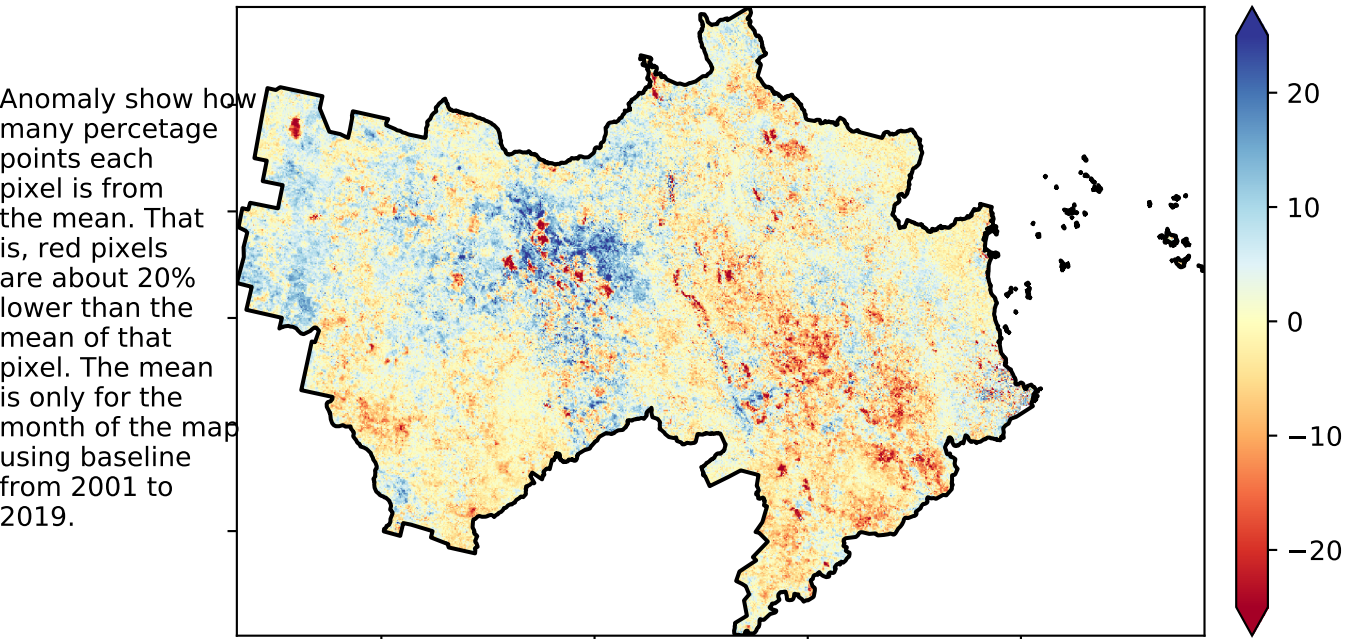 Anomaly show how
many percetage
points each
pixel is from
the mean. That
is, red pixels
are about 20%
lower than the
mean of that
pixel. The mean
is only for the
month of the map
using baseline
from 2001 to
2019.
20
10
0
−10
−20